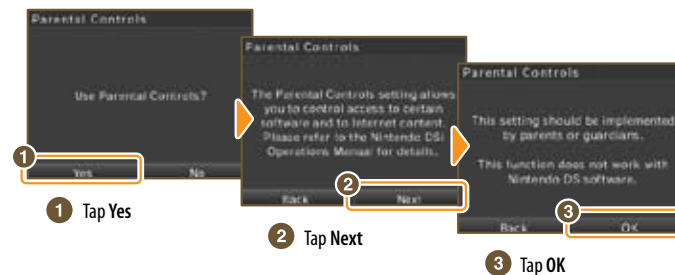 Parental Controls
Use Parental Controls?
1
Yes
No
1 Tap Yes
Parental Controls
The Parental Controls setting allows
you to control access to certain
software and to Internet content.
Please refer to the Nintendo DSi
Operations Manual for details.
2
Back
Next
2 Tap Next
Parental Controls
This setting should be implemented
by parents or guardians.
This function does not work with
Nintendo DS software.
3
Back
OK
3 Tap OK